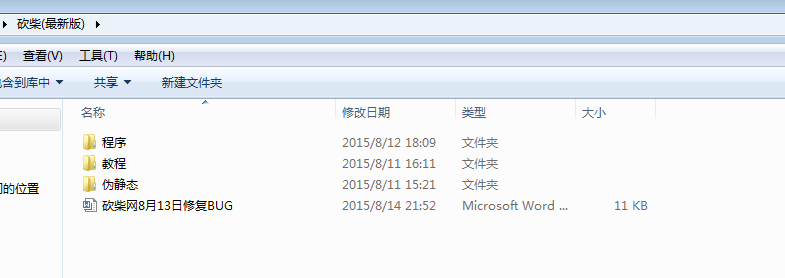 砍柴(最新版)
E) 查看(V) 工具(T) 帮助(H)
包含到库中 共享 新建文件夹
名称 修改日期 类型 大小
程序 2015/8/12 18:09 文件夹
教程 2015/8/11 16:11 文件夹
伪静态 2015/8/11 15:21 文件夹
问的位置 砍柴网8月13日修复BUG 2015/8/14 21:52 Microsoft Word ... 11 KB